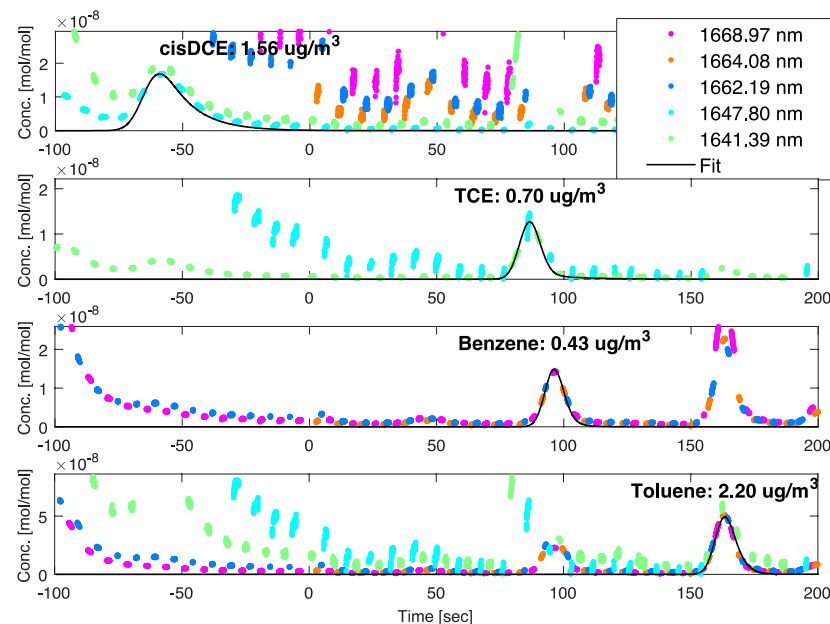 ×10⁻⁸
cisDCE: 1.56 ug/m³
Conc. [mol/mol]
2
1
0
-100 -50 0 50 100
1668.97 nm
1664.08 nm
1662.19 nm
1647.80 nm
1641.39 nm
Fit
×10⁻⁸
TCE: 0.70 ug/m³
Conc. [mol/mol]
2
1
0
-100 -50 0 50 100 150 200
×10⁻⁸
Benzene: 0.43 ug/m³
Conc. [mol/mol]
2
1
0
-100 -50 0 50 100 150 200
×10⁻⁸
Toluene: 2.20 ug/m³
Conc. [mol/mol]
5
0
-100 -50 0 50 100 150 200
Time [sec]